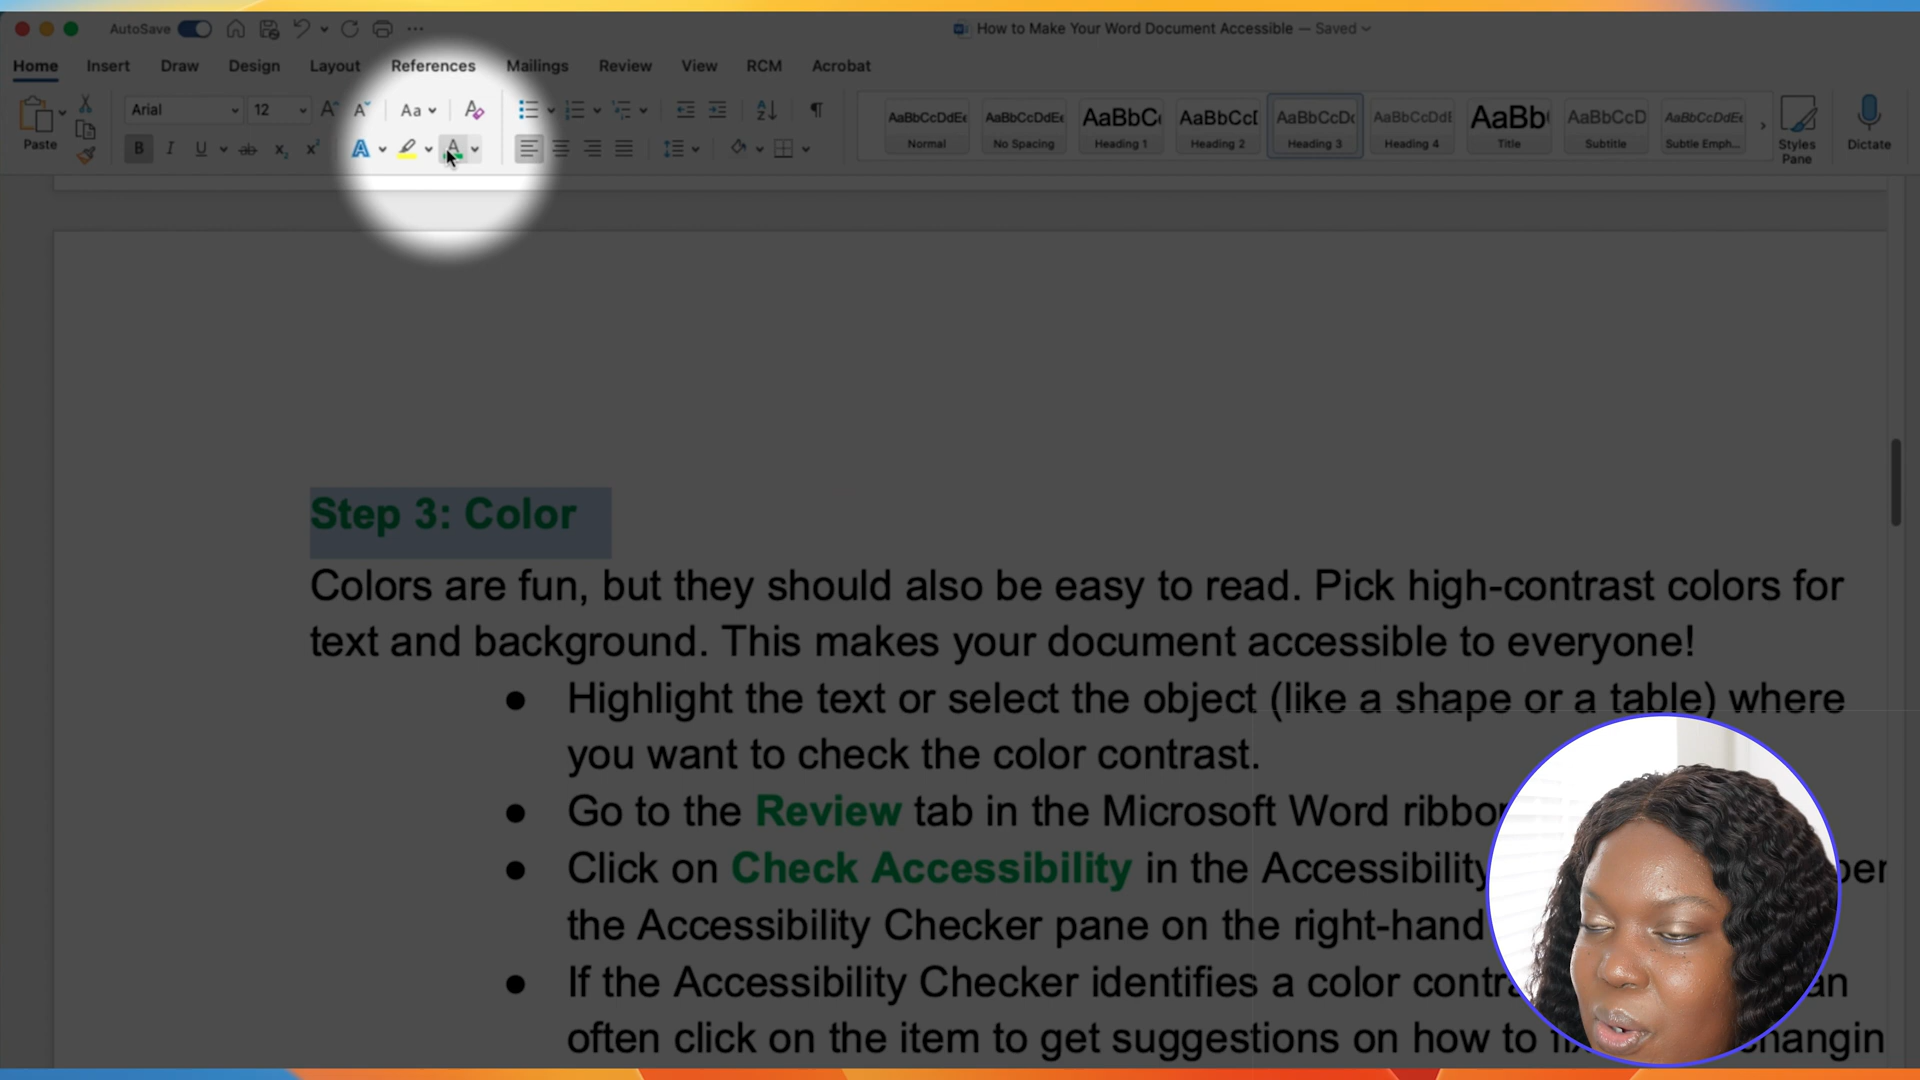 AutoSave
How to Make Your Word Document Accessible — Saved
Home Insert Draw Design Layout References Mailings Review View RCM Acrobat
Paste
Arial 12 Aa
AaBbCcDdEe Normal
AaBbCcDdEe No Spacing
AaBbC Heading 1
AaBbCcD Heading 2
AaBbCcDc Heading 3
AaBbCcDdE Heading 4
AaBb Title
AaBbCcD Subtitle
AaBbCcDdEe Subtle Emph...
Styles Pane
Dictate
Step 3: Color
Colors are fun, but they should also be easy to read. Pick high-contrast colors for
text and background. This makes your document accessible to everyone!
● Highlight the text or select the object (like a shape or a table) where
you want to check the color contrast.
● Go to the Review tab in the Microsoft Word ribbo
● Click on Check Accessibility in the Accessibility
the Accessibility Checker pane on the right-hand
● If the Accessibility Checker identifies a color contr an
often click on the item to get suggestions on how to changin